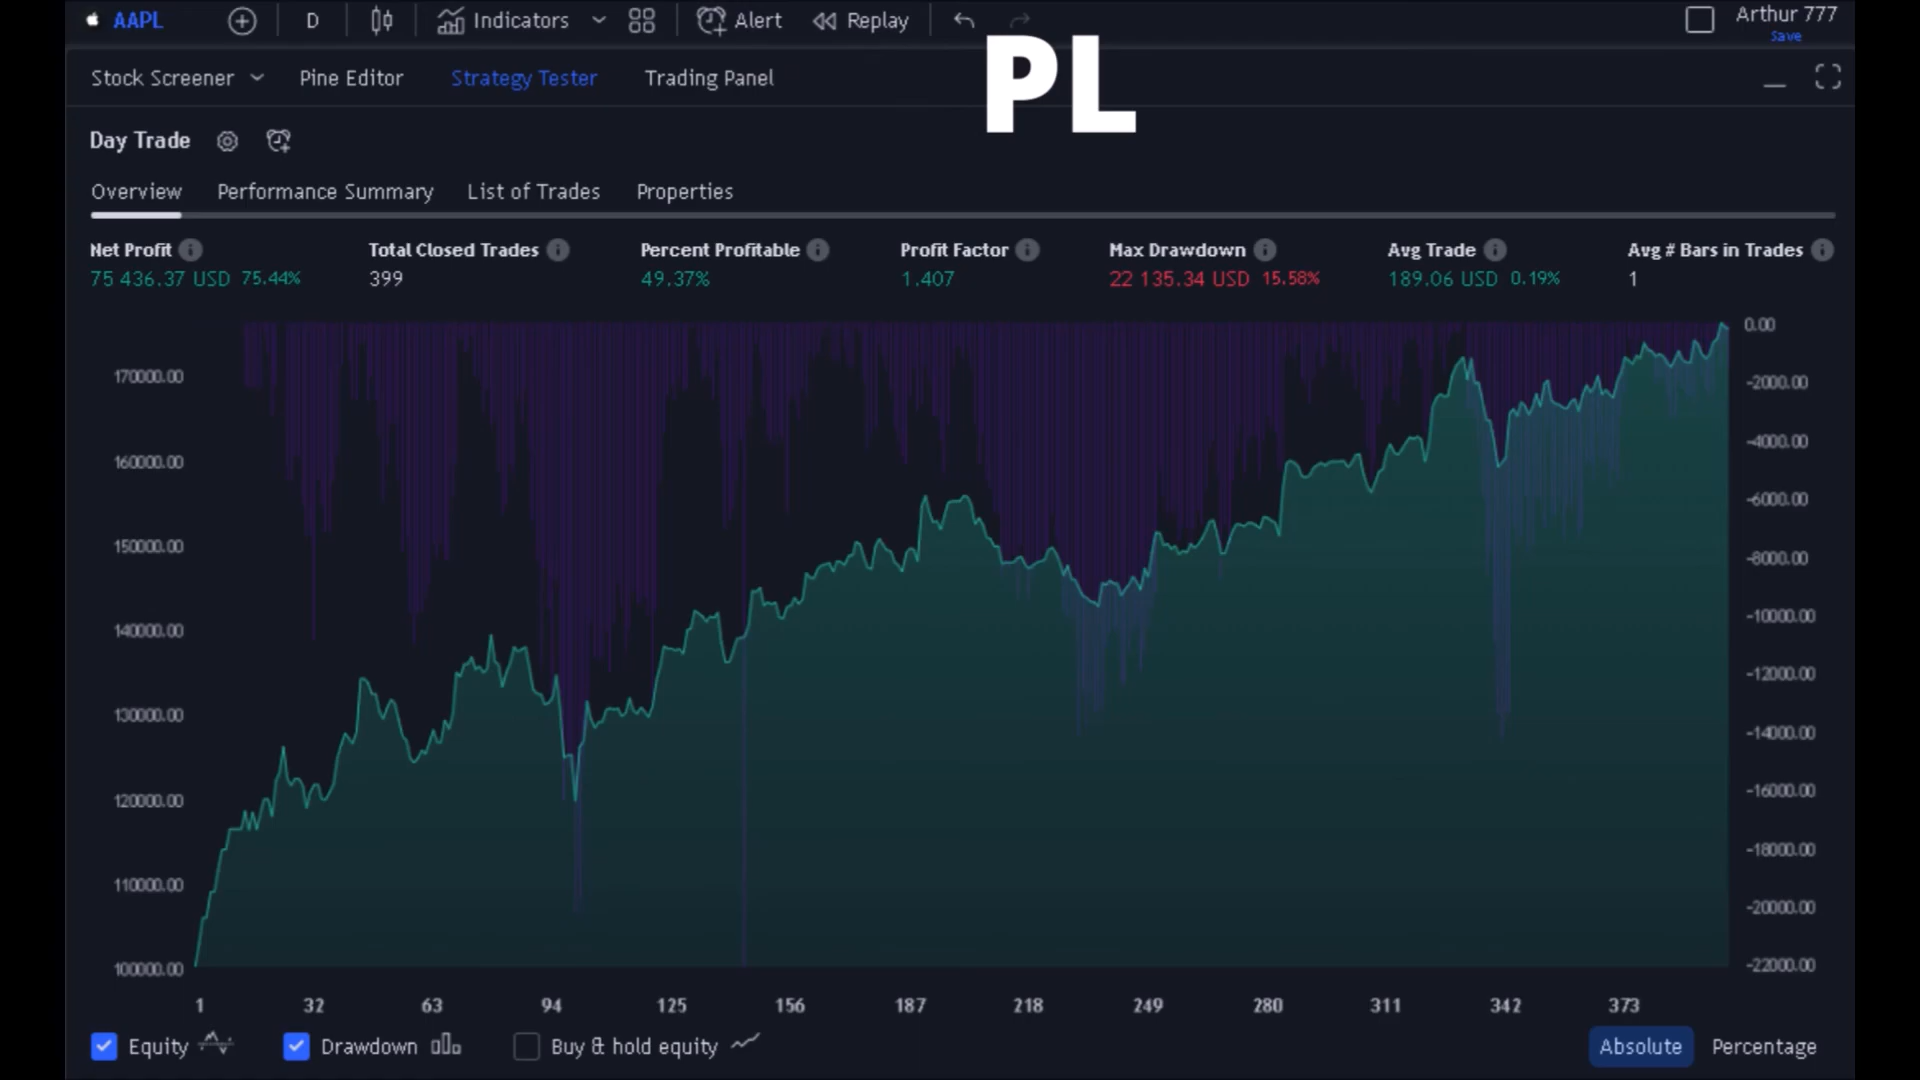 AAPL D Indicators Alert Replay Arthur 777
Save
PL
Stock Screener Pine Editor Strategy Tester Trading Panel
Day Trade
Overview Performance Summary List of Trades Properties
Net Profit Total Closed Trades Percent Profitable Profit Factor Max Drawdown Avg Trade Avg # Bars in Trades
75 436.37 USD 75.44% 399 49.37% 1.407 22 135.34 USD 15.58% 189.06 USD 0.19% 1
0.00
170000.00 -2000.00
-4000.00
160000.00
-6000.00
150000.00 -8000.00
-10000.00
140000.00
-12000.00
130000.00 -14000.00
-16000.00
120000.00
-18000.00
110000.00
-20000.00
100000.00 -22000.00
1 32 63 94 125 156 187 218 249 280 311 342 373
Equity Drawdown Buy & hold equity Absolute Percentage